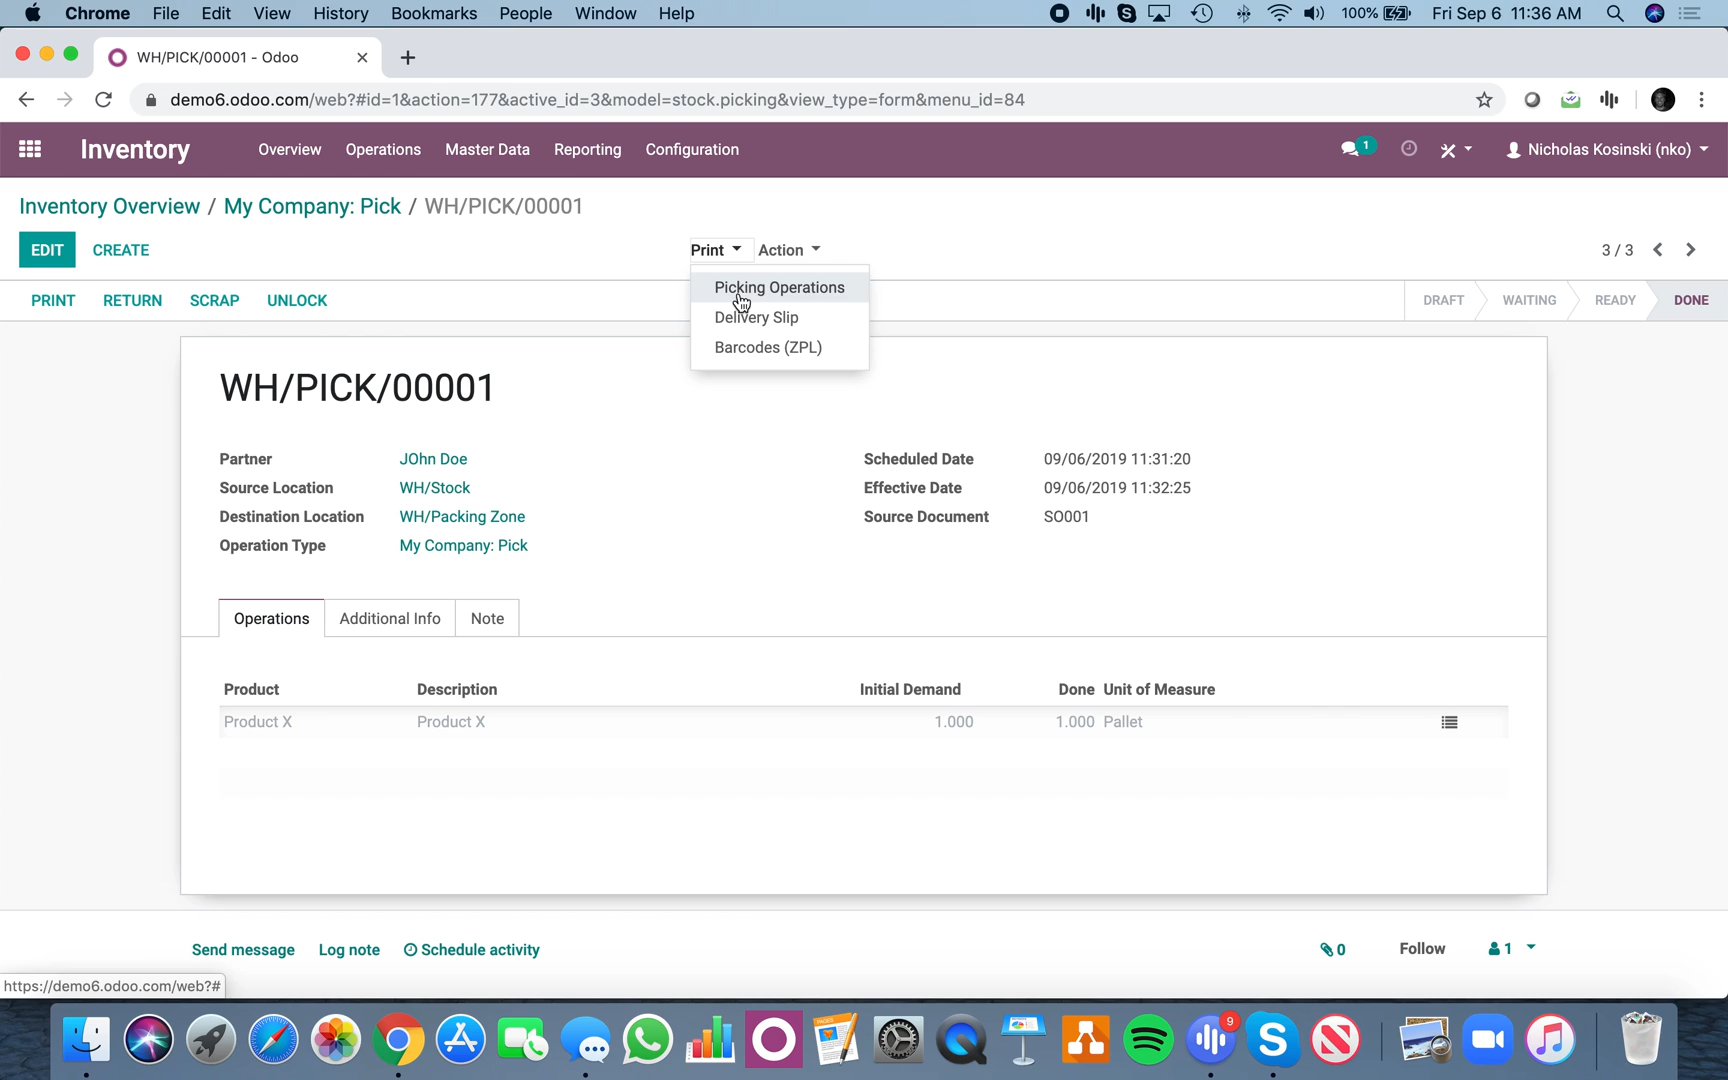 Chrome File Edit View History Bookmarks People Window Help 100% Fri Sep 6 11:36 AM
WH/PICK/00001 - Odoo
demo6.odoo.com/web?#id=1&action=177&active_id=3&model=stock.picking&view_type=form&menu_id=84
Inventory Overview Operations Master Data Reporting Configuration 1 Nicholas Kosinski (nko)
Inventory Overview / My Company: Pick / WH/PICK/00001
EDIT CREATE Print Action 3 / 3
Picking Operations
Delivery Slip
Barcodes (ZPL)
PRINT RETURN SCRAP UNLOCK DRAFT WAITING READY DONE
WH/PICK/00001
Partner JOhn Doe Scheduled Date 09/06/2019 11:31:20
Source Location WH/Stock Effective Date 09/06/2019 11:32:25
Destination Location WH/Packing Zone Source Document SO001
Operation Type My Company: Pick
Operations Additional Info Note
Product Description Initial Demand Done Unit of Measure
Product X Product X 1.000 1.000 Pallet
Send message Log note Schedule activity 0 Follow 1
https://demo6.odoo.com/web?#
9